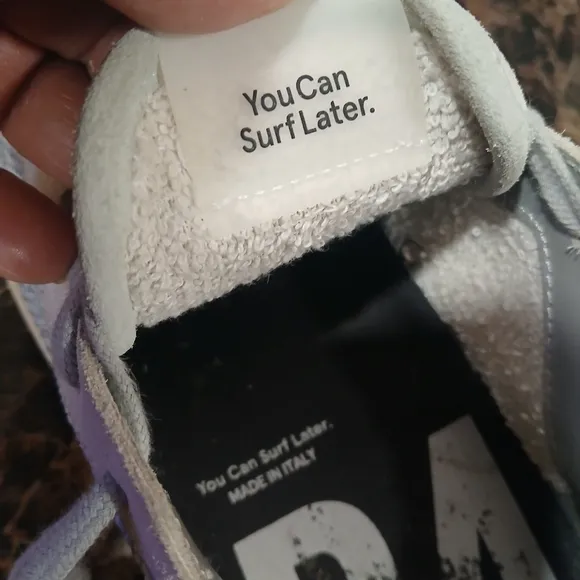 You Can
Surf Later.
You Can Surf Later.
MADE IN ITALY